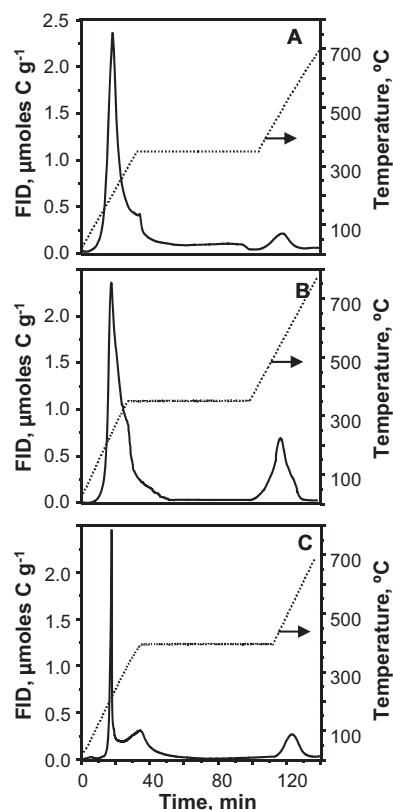 A
2.5
2.0
1.5
1.0
0.5
0.0
FID, µmoles C g-1
700
500
300
100
Temperature, ºC
B
2.0
1.5
1.0
0.5
0.0
FID, µmoles C g-1
700
500
300
100
Temperature, ºC
C
2.0
1.5
1.0
0.5
0.0
FID, µmoles C g-1
700
500
300
100
Temperature, ºC
0 40 80 120
Time, min